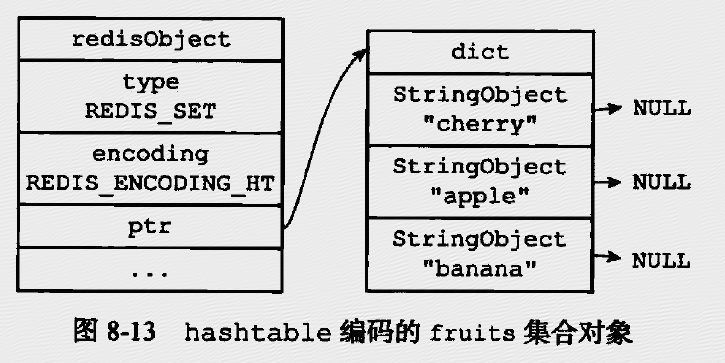 redisObject
type
REDIS_SET
encoding
REDIS_ENCODING_HT
ptr
...
dict
StringObject
"cherry"
NULL
StringObject
"apple"
NULL
StringObject
"banana"
NULL
图 8-13 hashtable 编码的 fruits 集合对象